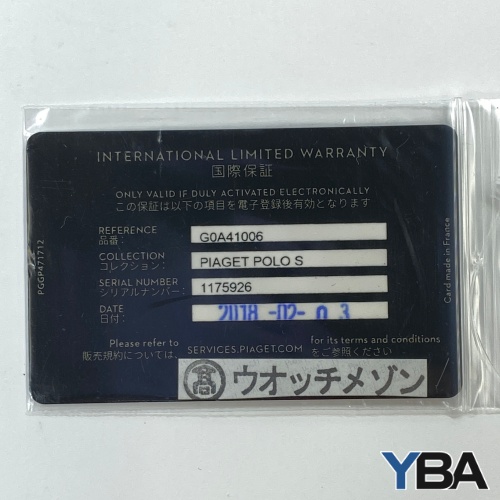 INTERNATIONAL LIMITED WARRANTY
国際保証
ONLY VALID IF DULY ACTIVATED ELECTRONICALLY
この保証は以下の項目を電子登録後有効となります
REFERENCE
品番：
G0A41006
COLLECTION
コレクション：
PIAGET POLO S
SERIAL NUMBER
シリアルナンバー：
1175926
DATE
日付：
2018-02-03
Please refer to
販売規約については、
SERVICES.PIAGET.COM
for its terms and conditions
をご参照ください
髙 ウオッチメゾン
PGGP471712
Card made in France
YBA